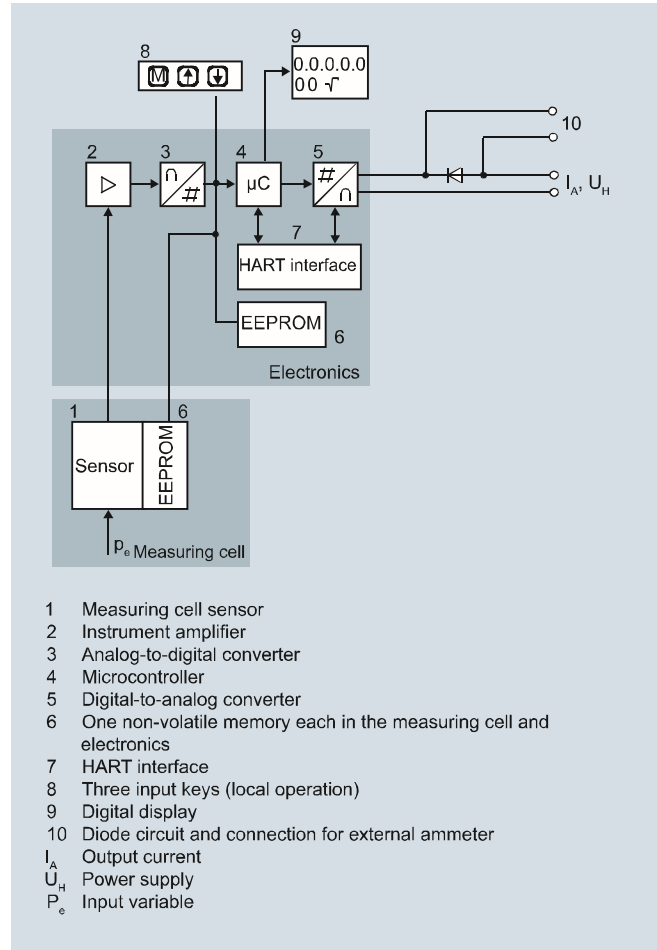 8
9
M
0.0.0.0.0
00 √
10
2
3
4
5
∩
#
µC
#
∩
I_A, U_H
7
HART interface
EEPROM
6
Electronics
1
6
Sensor
EEPROM
p_e Measuring cell
1 Measuring cell sensor
2 Instrument amplifier
3 Analog-to-digital converter
4 Microcontroller
5 Digital-to-analog converter
6 One non-volatile memory each in the measuring cell and
electronics
7 HART interface
8 Three input keys (local operation)
9 Digital display
10 Diode circuit and connection for external ammeter
I_A Output current
U_H Power supply
P_e Input variable